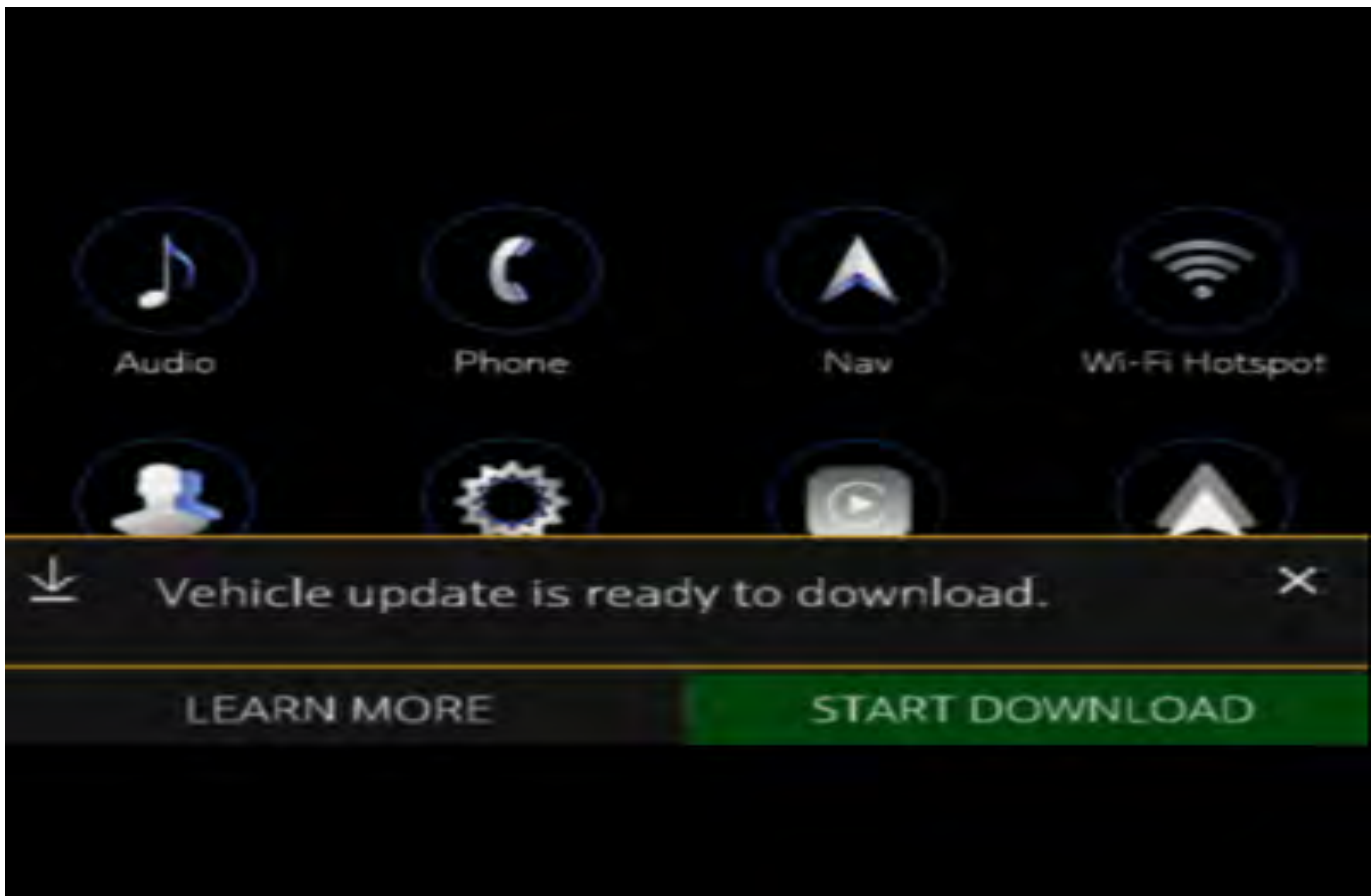 Audio
Phone
Nav
Wi-Fi Hotspot
Vehicle update is ready to download.
LEARN MORE
START DOWNLOAD